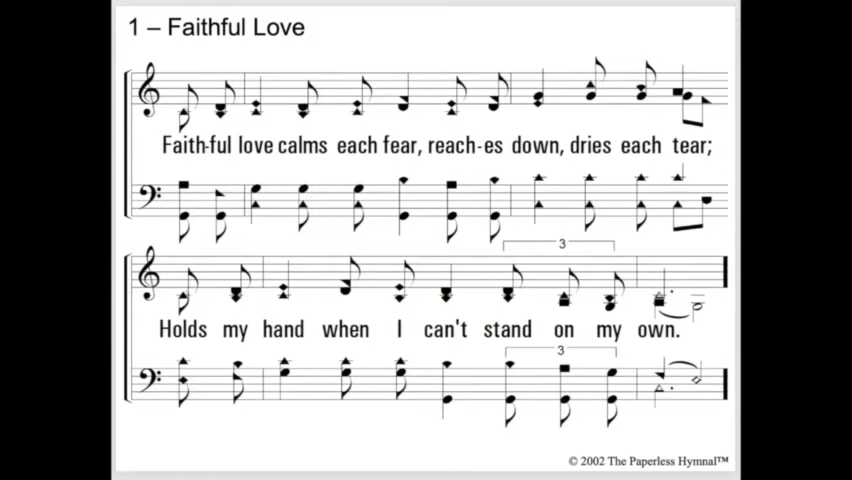 1 – Faithful Love
Faith-ful love calms each fear, reach-es down, dries each tear;
3
Holds my hand when I can't stand on my own.
3
© 2002 The Paperless Hymnal™